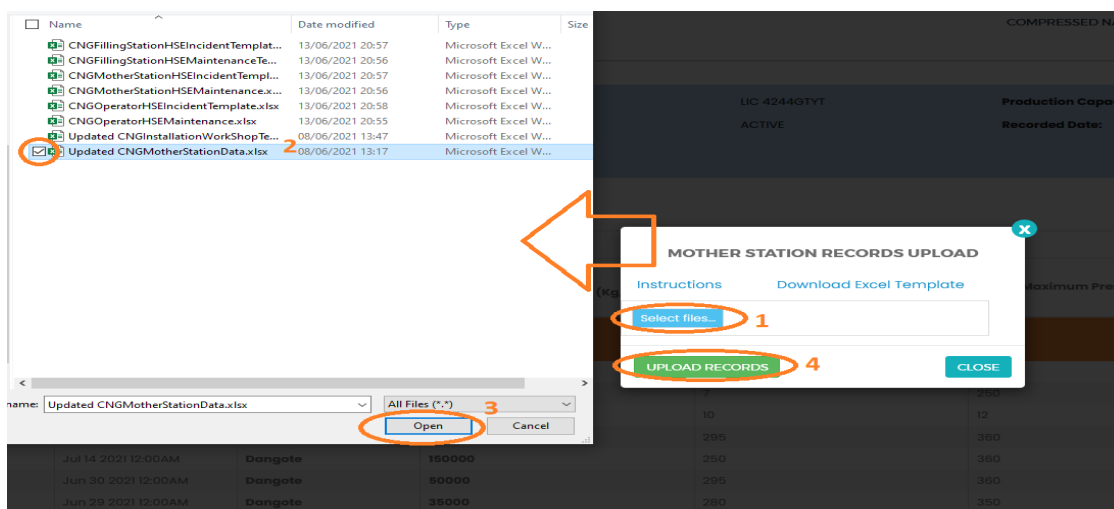 Name Date modified Type Size
CNGFillingStationHSEIncidentTemplat... 13/06/2021 20:57 Microsoft Excel W...
CNGFillingStationHSEMaintenanceTe... 13/06/2021 20:56 Microsoft Excel W...
CNGMotherStationHSEIncidentTempl... 13/06/2021 20:57 Microsoft Excel W...
CNGMotherStationHSEMaintenance.x... 13/06/2021 20:56 Microsoft Excel W...
CNGOperatorHSEIncidentTemplate.xlsx 13/06/2021 20:58 Microsoft Excel W...
CNGOperatorHSEMaintenance.xlsx 13/06/2021 20:55 Microsoft Excel W...
Updated CNGInstallationWorkShopTe... 08/06/2021 13:47 Microsoft Excel W...
Updated CNGMotherStationData.xlsx 2 08/06/2021 13:17 Microsoft Excel W...
name: Updated CNGMotherStationData.xlsx All Files (*.*)
3
Open Cancel
COMPRESSED NA
LIC 4244GTYT Production Capa
ACTIVE Recorded Date:
X
MOTHER STATION RECORDS UPLOAD
Instructions Download Excel Template
(Kg Maximum Pre
Select files... 1
UPLOAD RECORDS 4 CLOSE
7 250
10 12
295 360
Jul 14 2021 12:00AM Dangote 150000 250 360
Jun 30 2021 12:00AM Dangote 50000 295 360
Jun 29 2021 12:00AM Dangote 35000 280 350